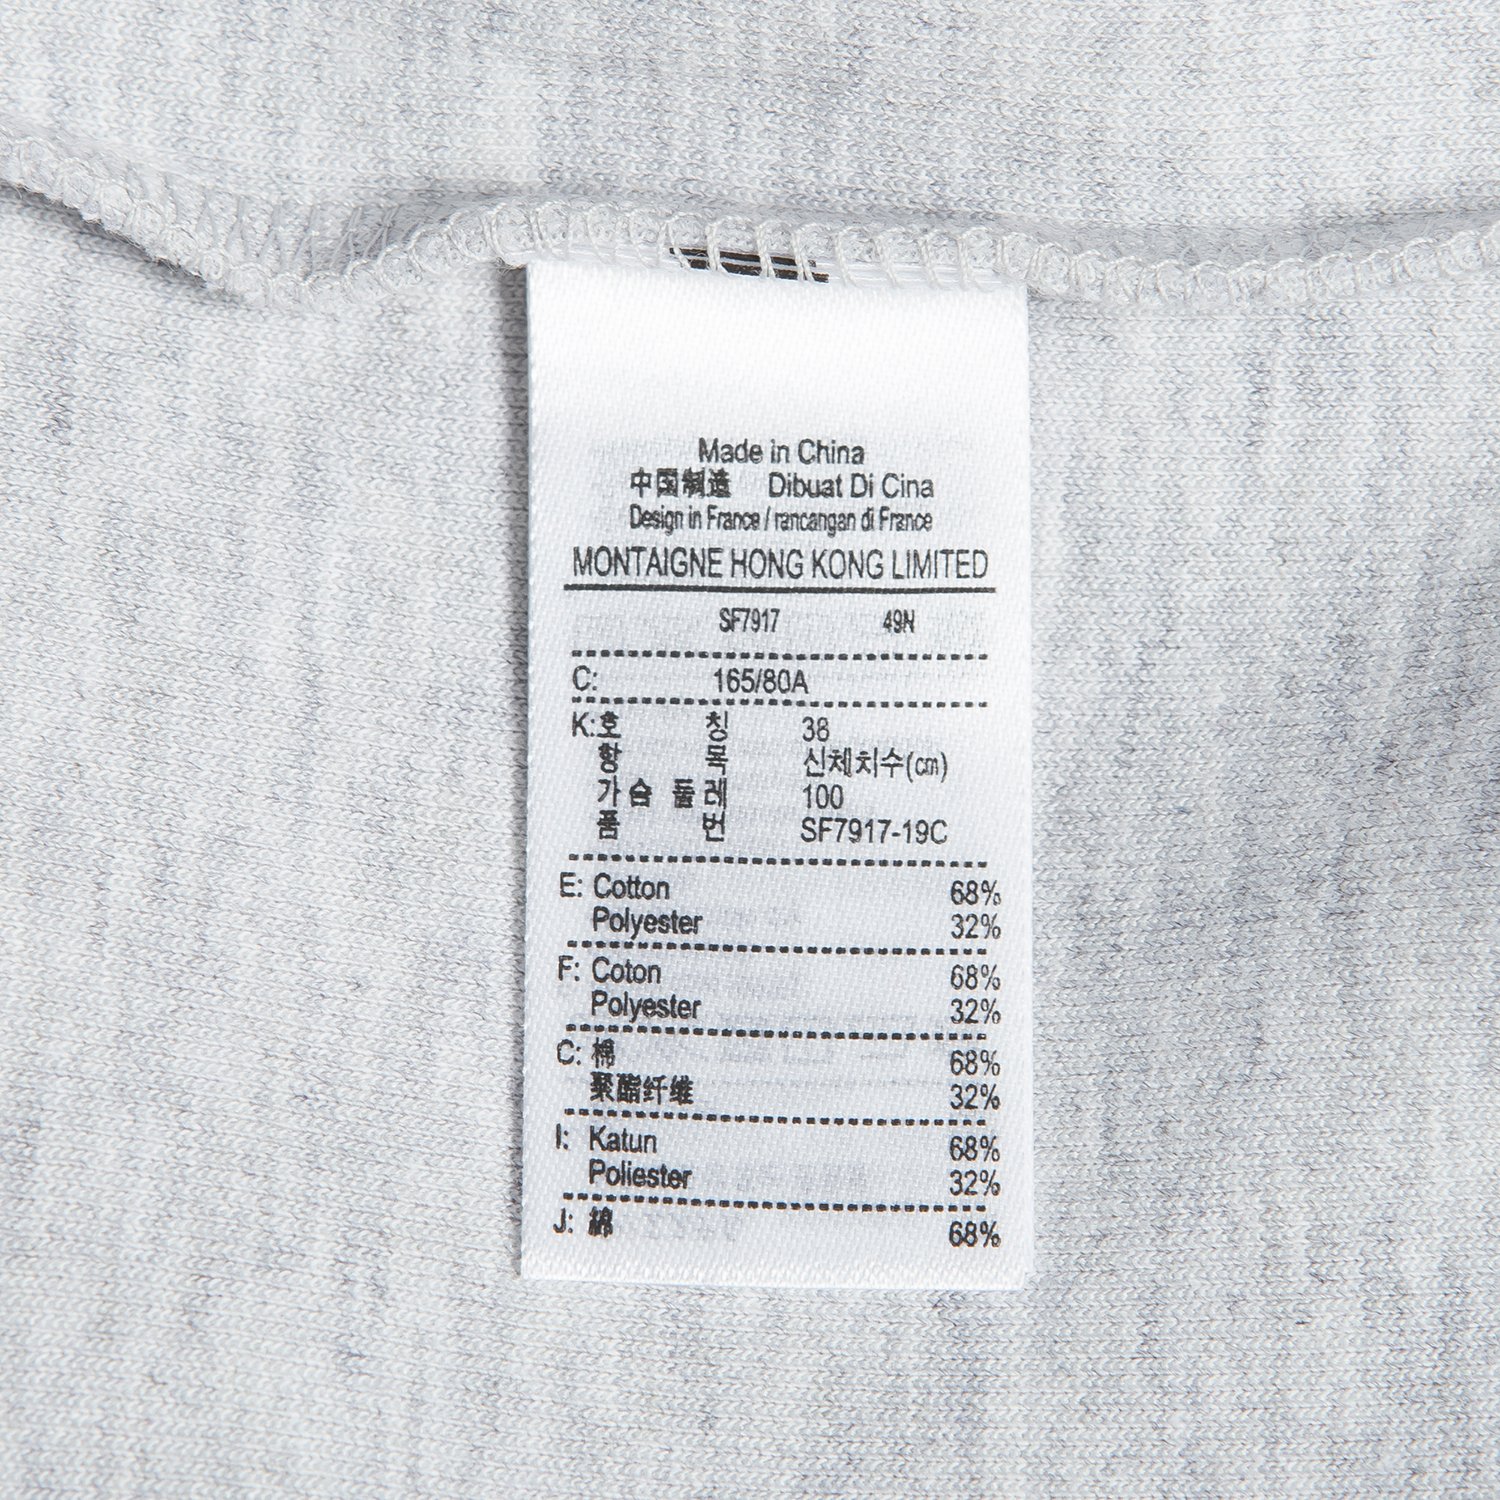 Made in China
中国制造 Dibuat Di Cina
Design in France / rancangan di France
MONTAIGNE HONG KONG LIMITED
SF7917 49N
C: 165/80A
K:호 칭 38
항 목 신체치수(cm)
가슴 둘레 100
품 번 SF7917-19C
E: Cotton 68%
Polyester 32%
F: Coton 68%
Polyester 32%
C: 棉 68%
聚酯纤维 32%
I: Katun 68%
Poliester 32%
J: 綿 68%